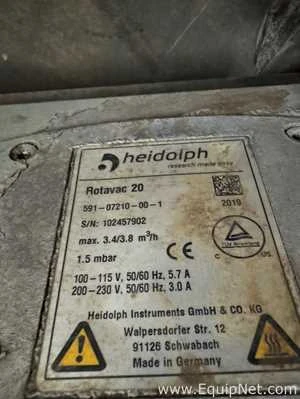 heidolph
research made easy
Rotavac 20
591-07210-00-1
2019
S/N: 102457902
max. 3.4/3.8 m³/h
1.5 mbar
CE
C US
100-115 V, 50/60 Hz, 5.7 A
200-230 V, 50/60 Hz, 3.0 A
Heidolph Instruments GmbH & CO. KG
Walpersdorfer Str. 12
91126 Schwabach
Made in Germany
www.EquipNet.com